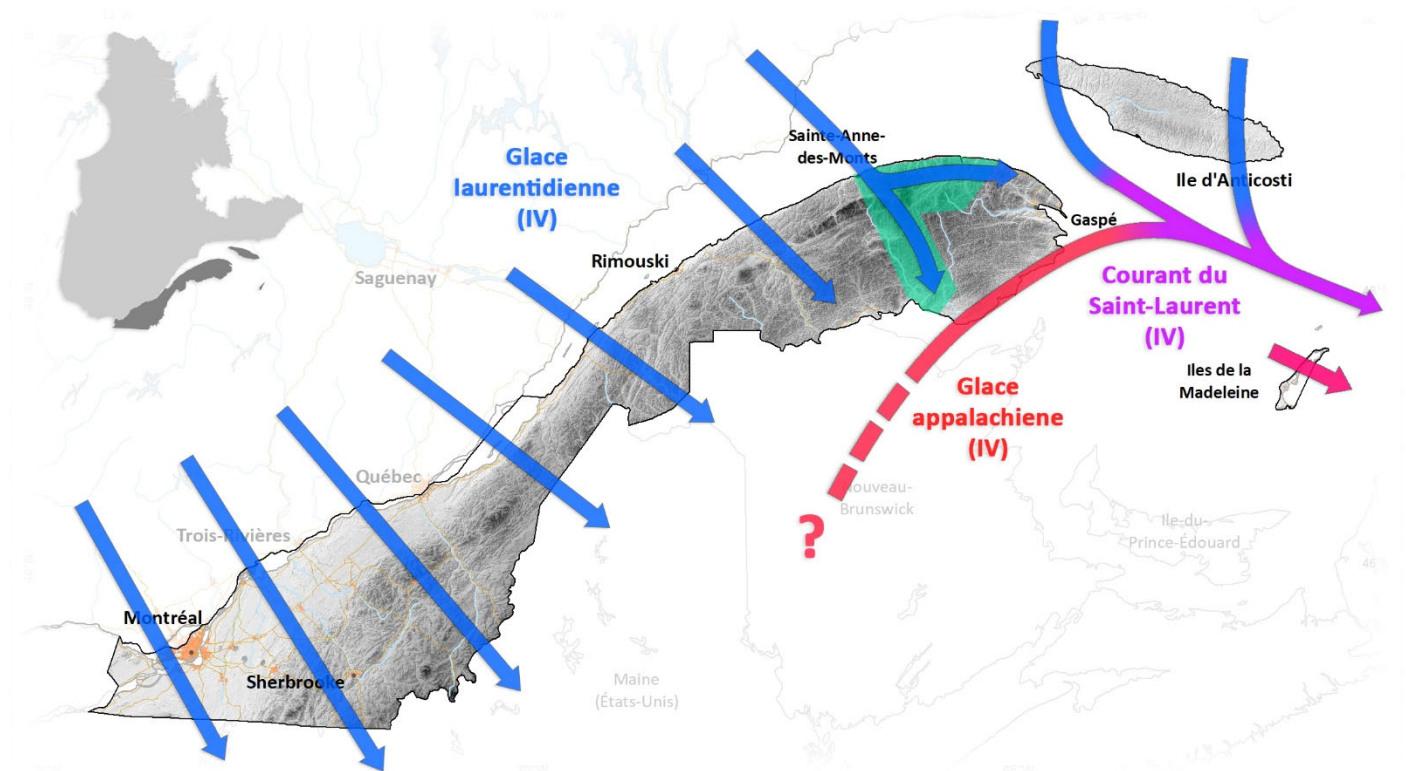 Sainte-Anne-
des-Monts
Glace
laurentidienne
(IV)
Ile d'Anticosti
Gaspé
Rimouski
Saguenay
Courant du
Saint-Laurent
(IV)
Iles de la
Madeleine
Glace
appalachiene
(IV)
Québec
Nouveau-
Brunswick
?
Ile-du-
Prince-Édouard
46
Trois-Rivières
Montréal
Sherbrooke
Maine
(États-Unis)